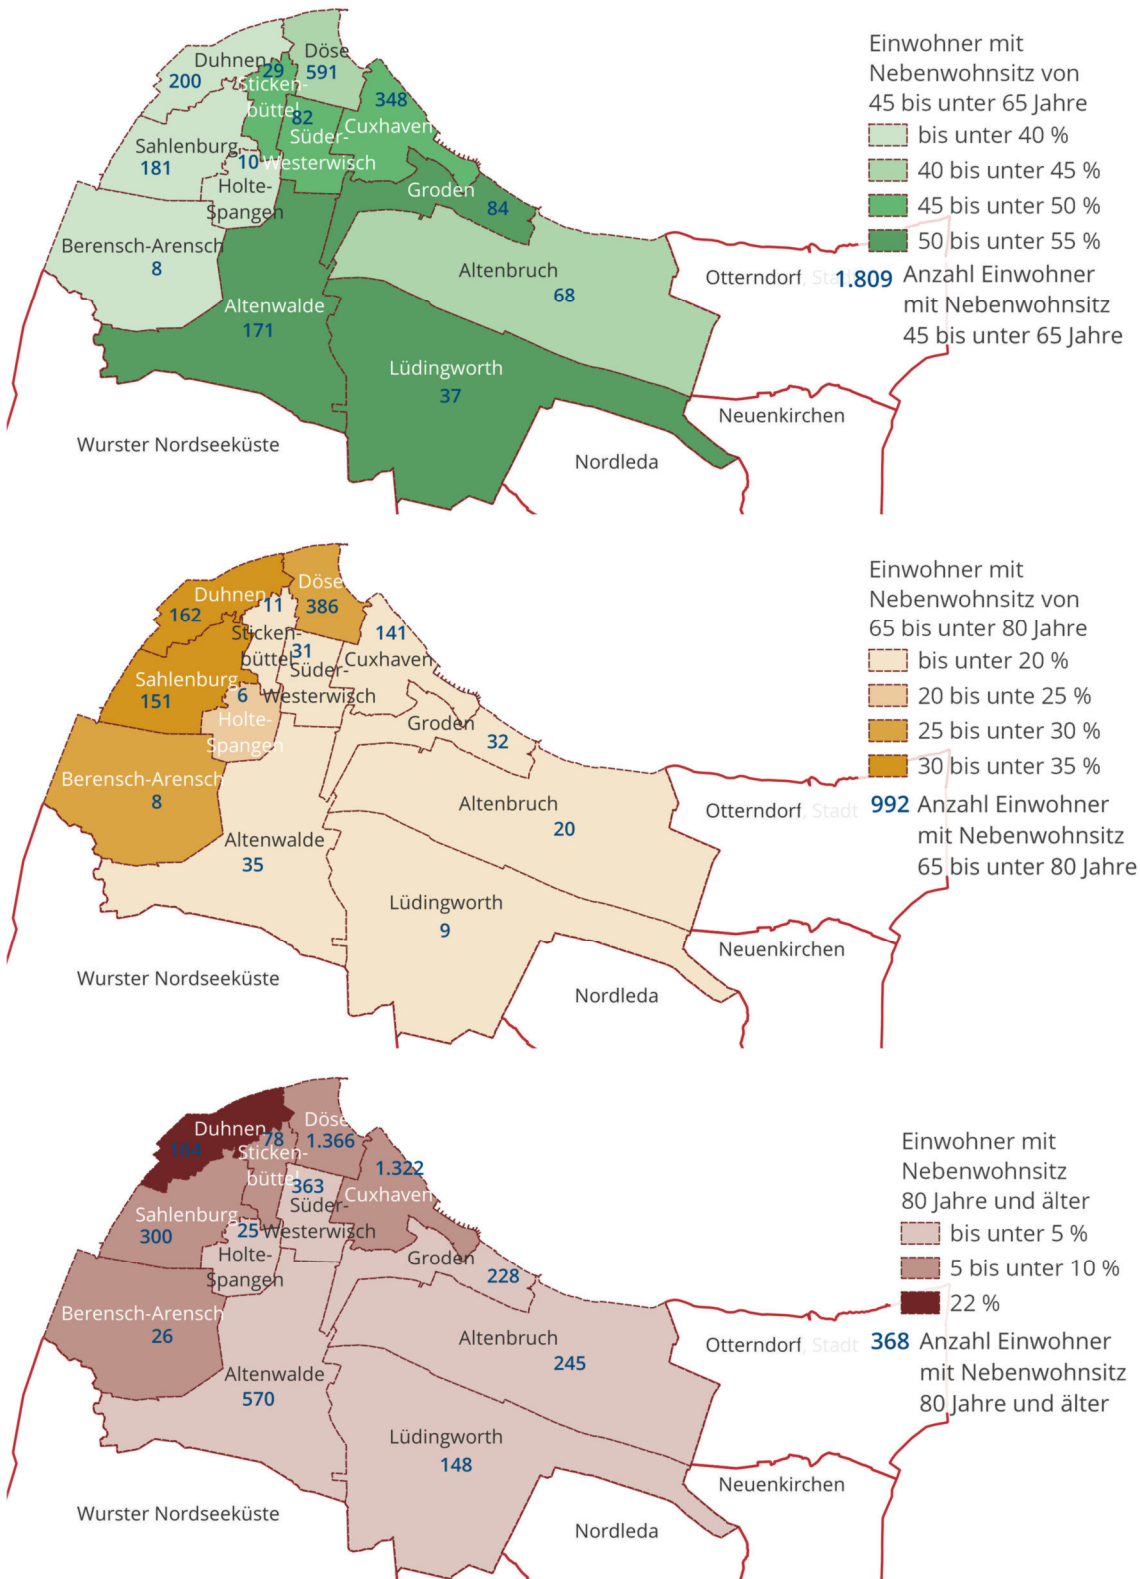 Duhnen
200
29
Sticken-
büttel
Döse
591
82
Süder-
Westerwisch
348
Cuxhaven
Sahlenburg
181
10
Holte-
Spangen
Groden
84
Berensch-Arensch
8
Altenbruch
68
Altenwalde
171
Lüdingworth
37
Otterndorf, Stadt
Neuenkirchen
Nordleda
Wurster Nordseeküste
Einwohner mit
Nebenwohnsitz von
45 bis unter 65 Jahre
bis unter 40 %
40 bis unter 45 %
45 bis unter 50 %
50 bis unter 55 %
1.809 Anzahl Einwohner
mit Nebenwohnsitz
45 bis unter 65 Jahre
Duhnen
162
11
Sticken-
büttel
Döse
386
31
Süder-
Westerwisch
141
Cuxhaven
Sahlenburg
151
6
Holte-
Spangen
Groden
32
Berensch-Arensch
8
Altenbruch
20
Altenwalde
35
Lüdingworth
9
Otterndorf, Stadt
Neuenkirchen
Nordleda
Wurster Nordseeküste
Einwohner mit
Nebenwohnsitz von
65 bis unter 80 Jahre
bis unter 20 %
20 bis unte 25 %
25 bis unter 30 %
30 bis unter 35 %
992 Anzahl Einwohner
mit Nebenwohnsitz
65 bis unter 80 Jahre
Duhnen
164
78
Sticken-
büttel
Döse
1.366
363
Süder-
Westerwisch
1.322
Cuxhaven
Sahlenburg
300
25
Holte-
Spangen
Groden
228
Berensch-Arensch
26
Altenbruch
245
Altenwalde
570
Lüdingworth
148
Otterndorf, Stadt
Neuenkirchen
Nordleda
Wurster Nordseeküste
Einwohner mit
Nebenwohnsitz
80 Jahre und älter
bis unter 5 %
5 bis unter 10 %
22 %
368 Anzahl Einwohner
mit Nebenwohnsitz
80 Jahre und älter